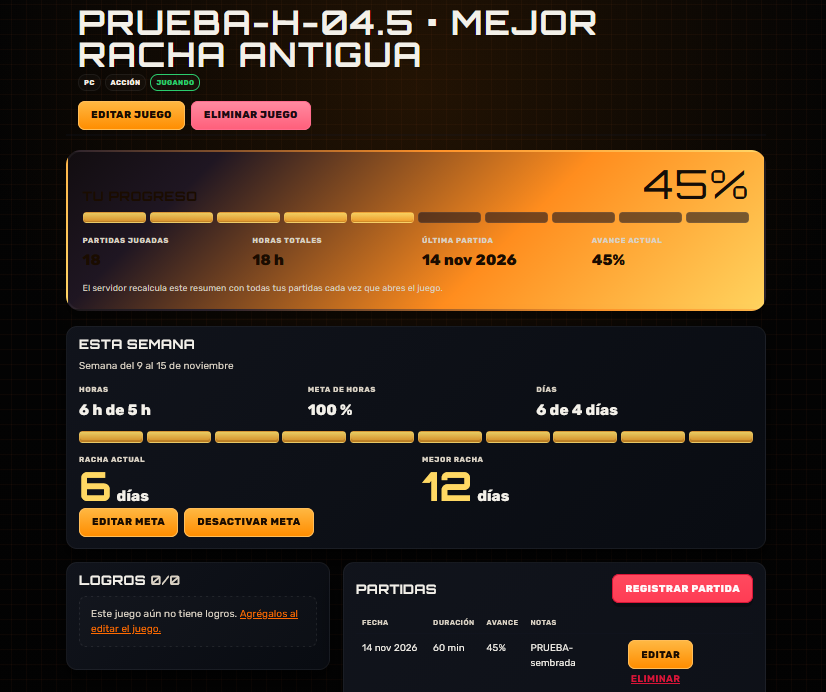 PRUEBA-H-04.5 · MEJOR
RACHA ANTIGUA
PC ACCIÓN JUGANDO
EDITAR JUEGO ELIMINAR JUEGO
TU PROGRESO 45%
PARTIDAS JUGADAS HORAS TOTALES ÚLTIMA PARTIDA AVANCE ACTUAL
18 18 h 14 nov 2026 45%
El servidor recalcula este resumen con todas tus partidas cada vez que abres el juego.
ESTA SEMANA
Semana del 9 al 15 de noviembre
HORAS META DE HORAS DÍAS
6 h de 5 h 100 % 6 de 4 días
RACHA ACTUAL MEJOR RACHA
6 días 12 días
EDITAR META DESACTIVAR META
LOGROS 0/0
Este juego aún no tiene logros. Agrégalos al
editar el juego.
PARTIDAS REGISTRAR PARTIDA
FECHA DURACIÓN AVANCE NOTAS
14 nov 2026 60 min 45% PRUEBA-
sembrada
EDITAR
ELIMINAR